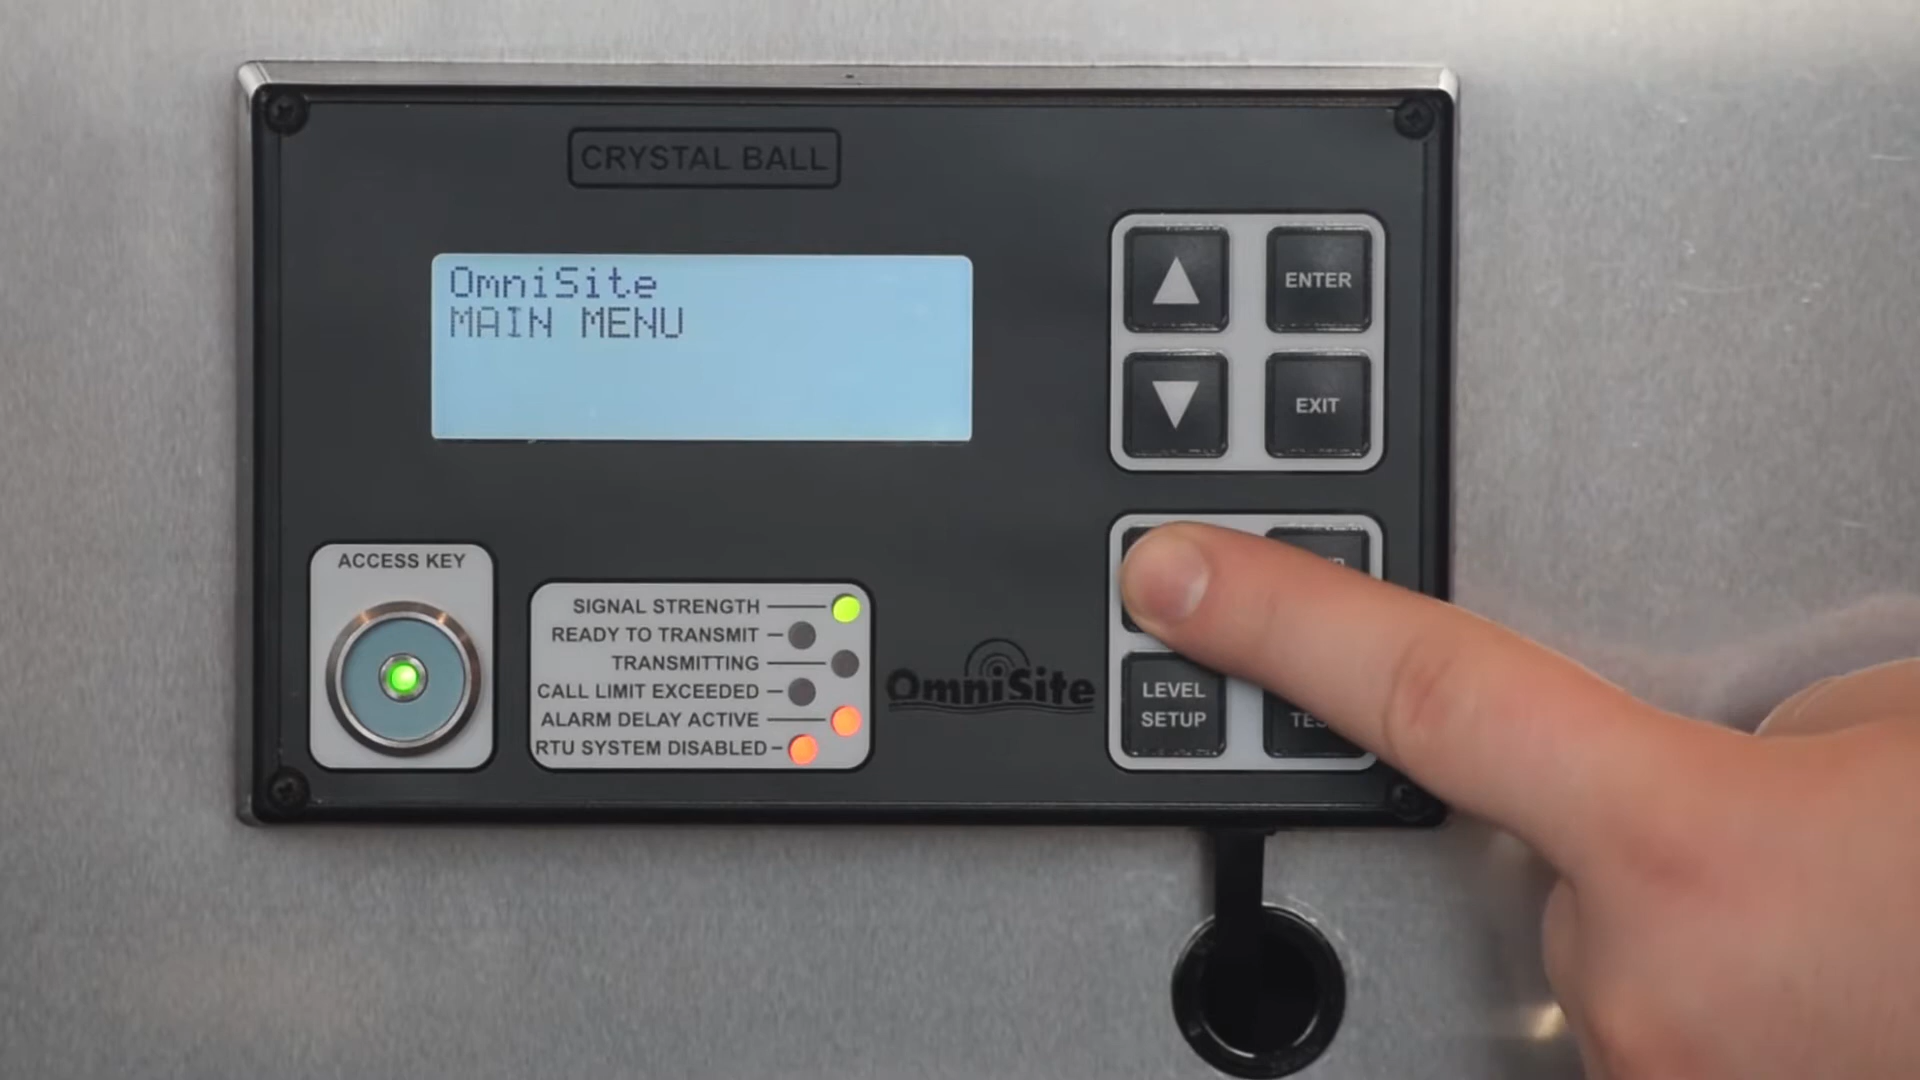 CRYSTAL BALL
OmniSite
MAIN MENU
ENTER
EXIT
ACCESS KEY
SIGNAL STRENGTH
READY TO TRANSMIT
TRANSMITTING
CALL LIMIT EXCEEDED
ALARM DELAY ACTIVE
RTU SYSTEM DISABLED
OmniSite
LEVEL
SETUP